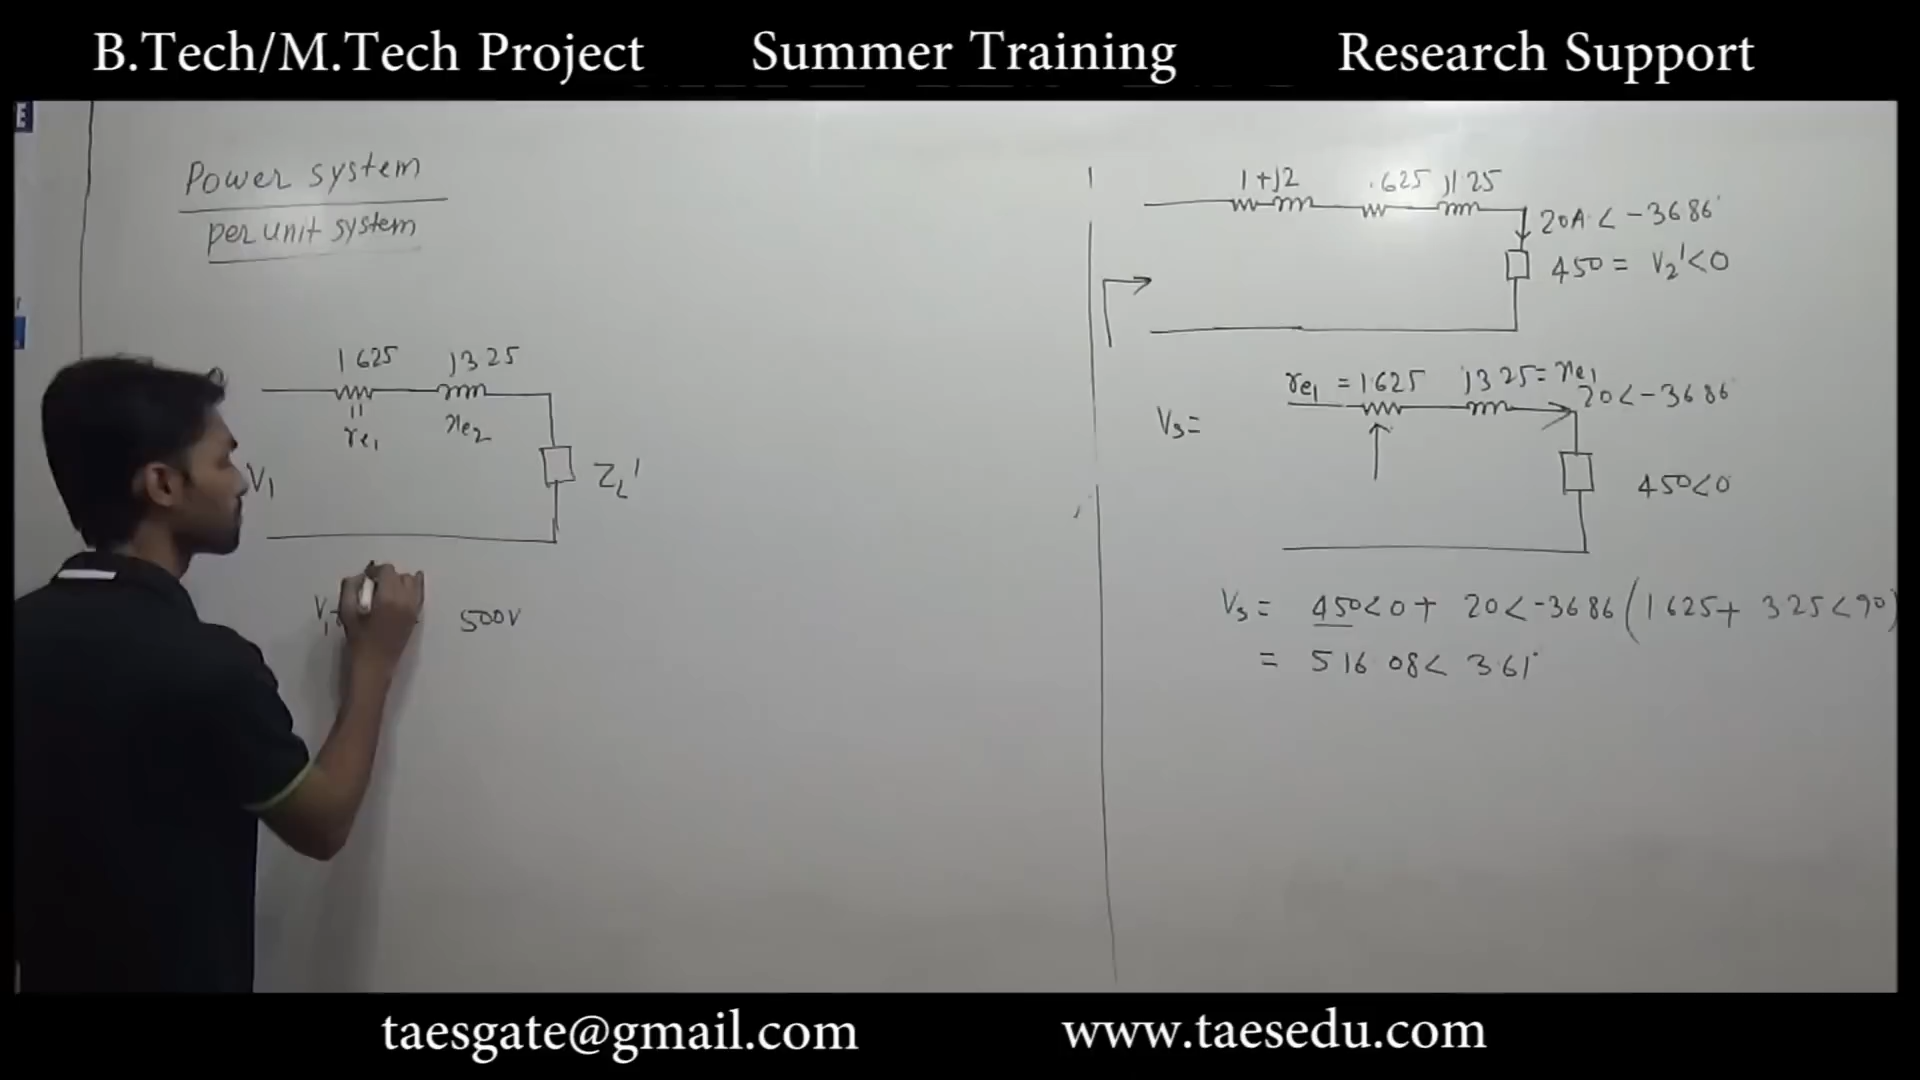 B.Tech/M.Tech Project Summer Training Research Support
E
Power system
per unit system
1 625 j3 25
re1 xe2
V1
ZL'
500V
1+j2 .625 j1 25
20A < -36 86°
450 = V2'<0
re1 = 1.625 j3 25 = xe1
20 < -36 86
Vs =
450<0
Vs = 450<0 + 20 < -36 86 (1 625 + 3 25 < 90)
= 516 08 < 3.61°
taesgate@gmail.com www.taesedu.com